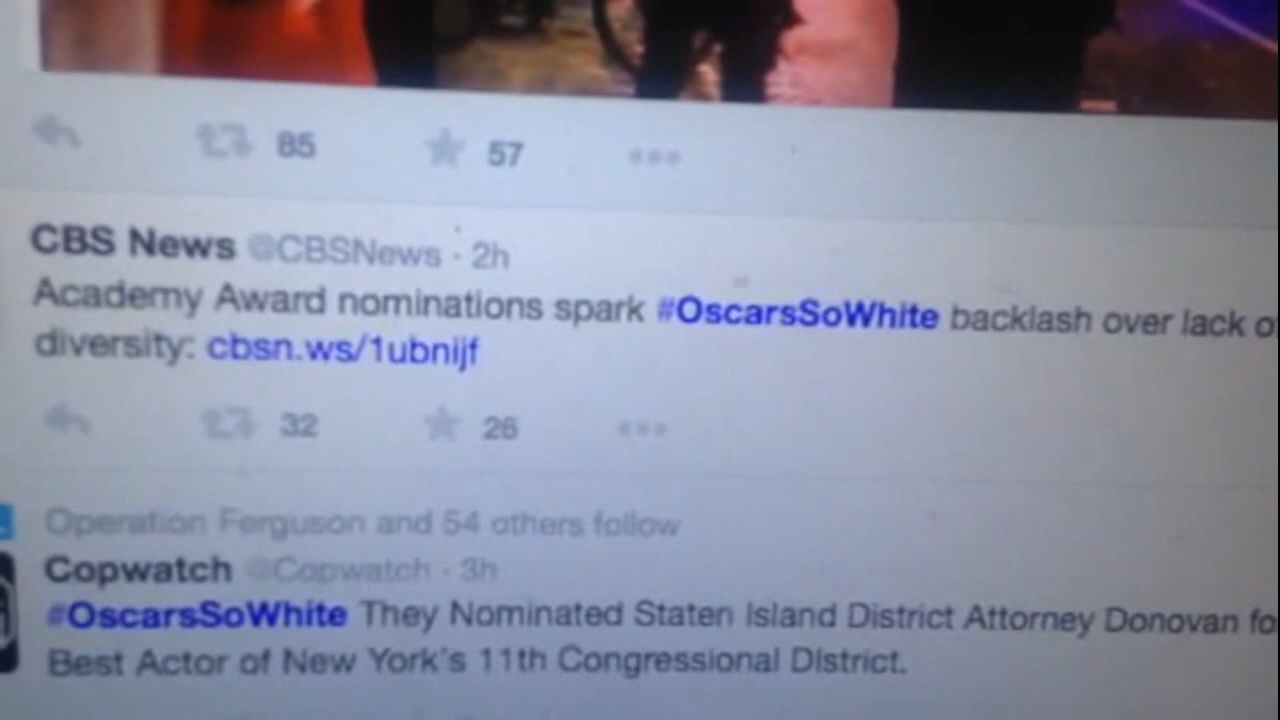 85 57
CBS News @CBSNews · 2h
Academy Award nominations spark #OscarsSoWhite backlash over lack o
diversity: cbsn.ws/1ubnijf
32 26
Operation Ferguson and 54 others follow
Copwatch @Copwatch · 3h
#OscarsSoWhite They Nominated Staten Island District Attorney Donovan fo
Best Actor of New York's 11th Congressional District.